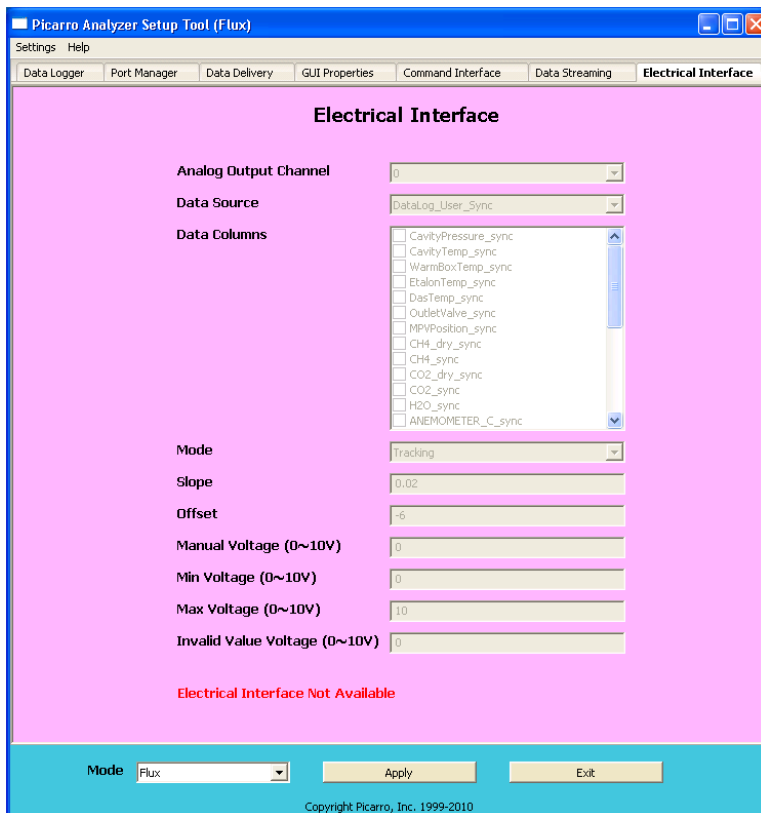 Picarro Analyzer Setup Tool (Flux)
Settings Help
Data Logger Port Manager Data Delivery GUI Properties Command Interface Data Streaming Electrical Interface
Electrical Interface
Analog Output Channel 0
Data Source DataLog_User_Sync
Data Columns CavityPressure_sync
CavityTemp_sync
WarmBoxTemp_sync
EtalonTemp_sync
DasTemp_sync
OutletValve_sync
MPVPosition_sync
CH4_dry_sync
CH4_sync
CO2_dry_sync
CO2_sync
H2O_sync
ANEMOMETER_C_sync
Mode Tracking
Slope 0.02
Offset -6
Manual Voltage (0~10V) 0
Min Voltage (0~10V) 0
Max Voltage (0~10V) 10
Invalid Value Voltage (0~10V) 0
Electrical Interface Not Available
Mode Flux Apply Exit
Copyright Picarro, Inc. 1999-2010